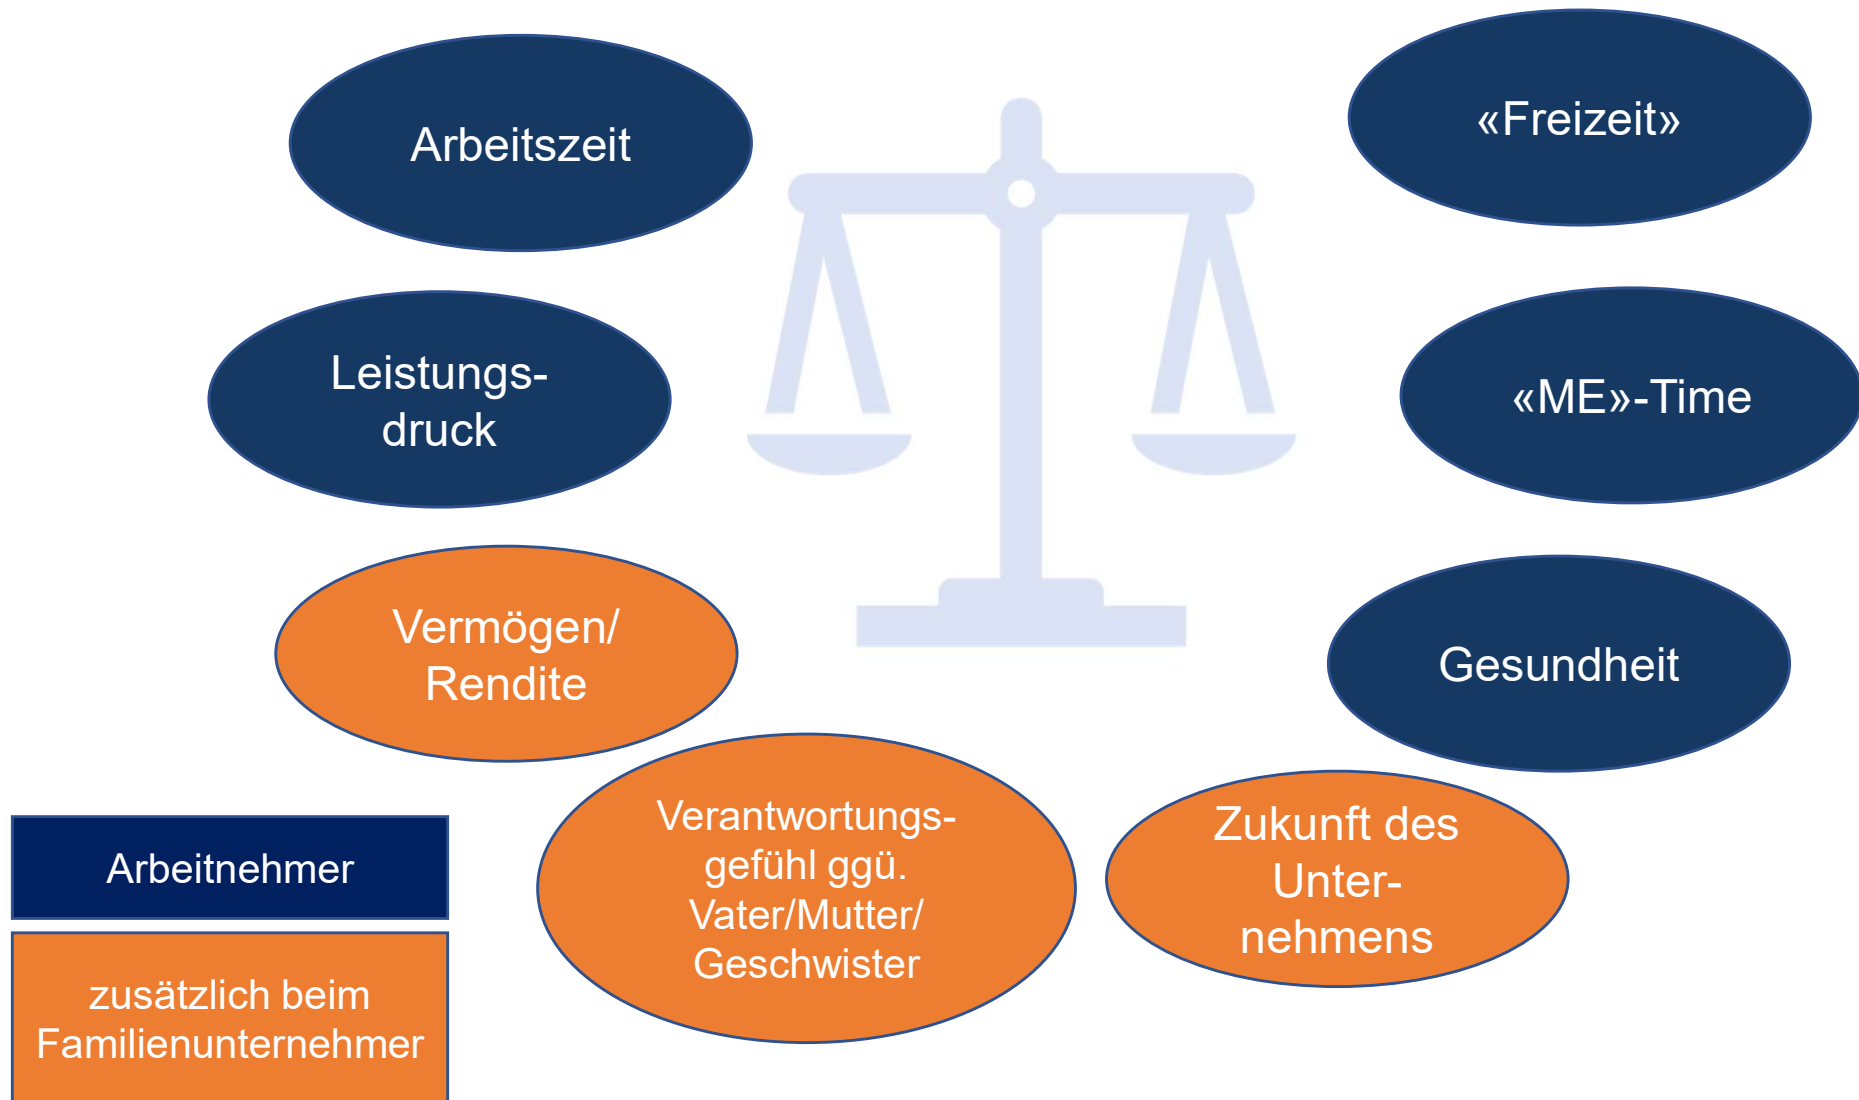 Arbeitszeit
«Freizeit»
Leistungs-
druck
«ME»-Time
Vermögen/
Rendite
Gesundheit
Verantwortungs-
gefühl ggü.
Vater/Mutter/
Geschwister
Zukunft des
Unter-
nehmens
Arbeitnehmer
zusätzlich beim
Familienunternehmer